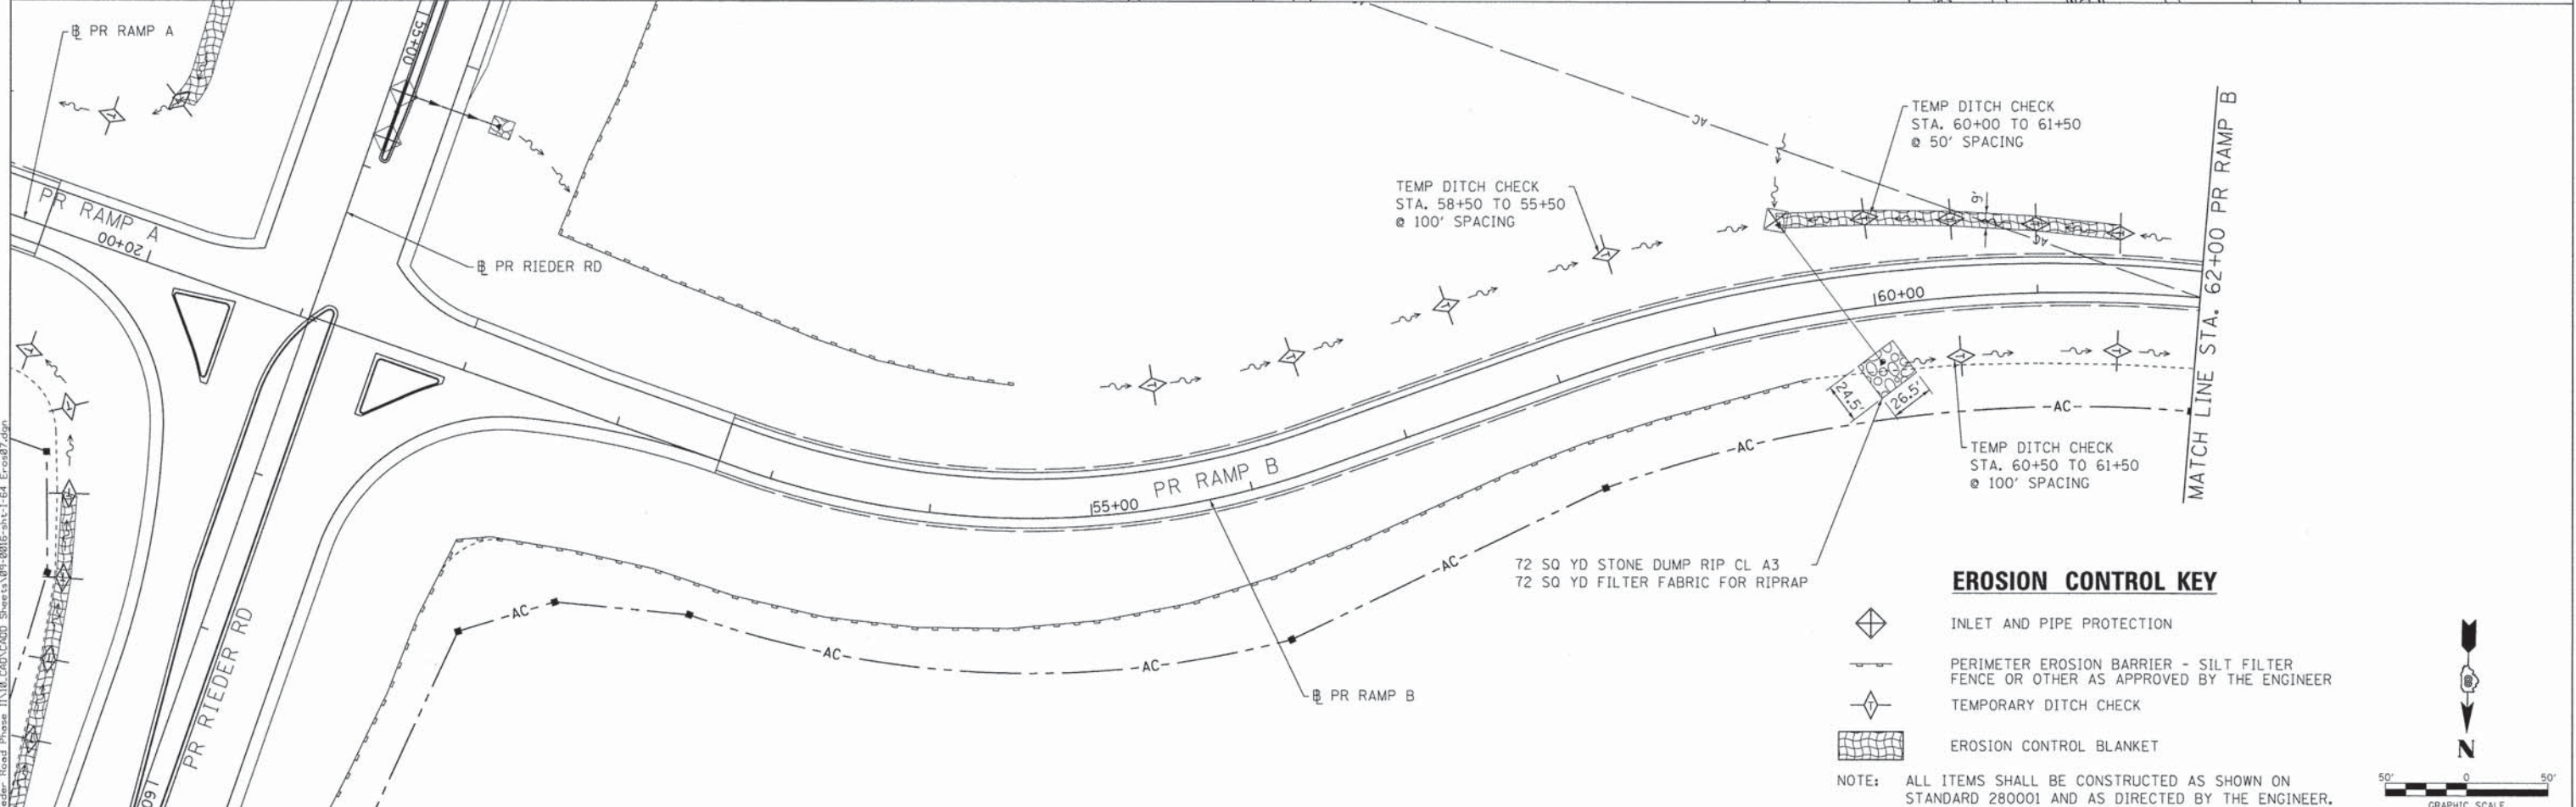 ℄ PR RAMP A
55+00
PR RAMP A
20+00
℄ PR RIEDER RD
TEMP DITCH CHECK
STA. 58+50 TO 55+50
@ 100' SPACING
TEMP DITCH CHECK
STA. 60+00 TO 61+50
@ 50' SPACING
AC
9'
AC
MATCH LINE STA. 62+00 PR RAMP B
60+00
24.5'
26.5'
AC
AC
TEMP DITCH CHECK
STA. 60+50 TO 61+50
@ 100' SPACING
PR RAMP B
55+00
72 SQ YD STONE DUMP RIP CL A3
72 SQ YD FILTER FABRIC FOR RIPRAP
AC
AC
AC
AC
℄ PR RAMP B
PR RIEDER RD
160
EROSION CONTROL KEY
INLET AND PIPE PROTECTION
PERIMETER EROSION BARRIER - SILT FILTER
FENCE OR OTHER AS APPROVED BY THE ENGINEER
T TEMPORARY DITCH CHECK
EROSION CONTROL BLANKET
NOTE: ALL ITEMS SHALL BE CONSTRUCTED AS SHOWN ON
STANDARD 280001 AND AS DIRECTED BY THE ENGINEER.
N
50' 0 50'
GRAPHIC SCALE